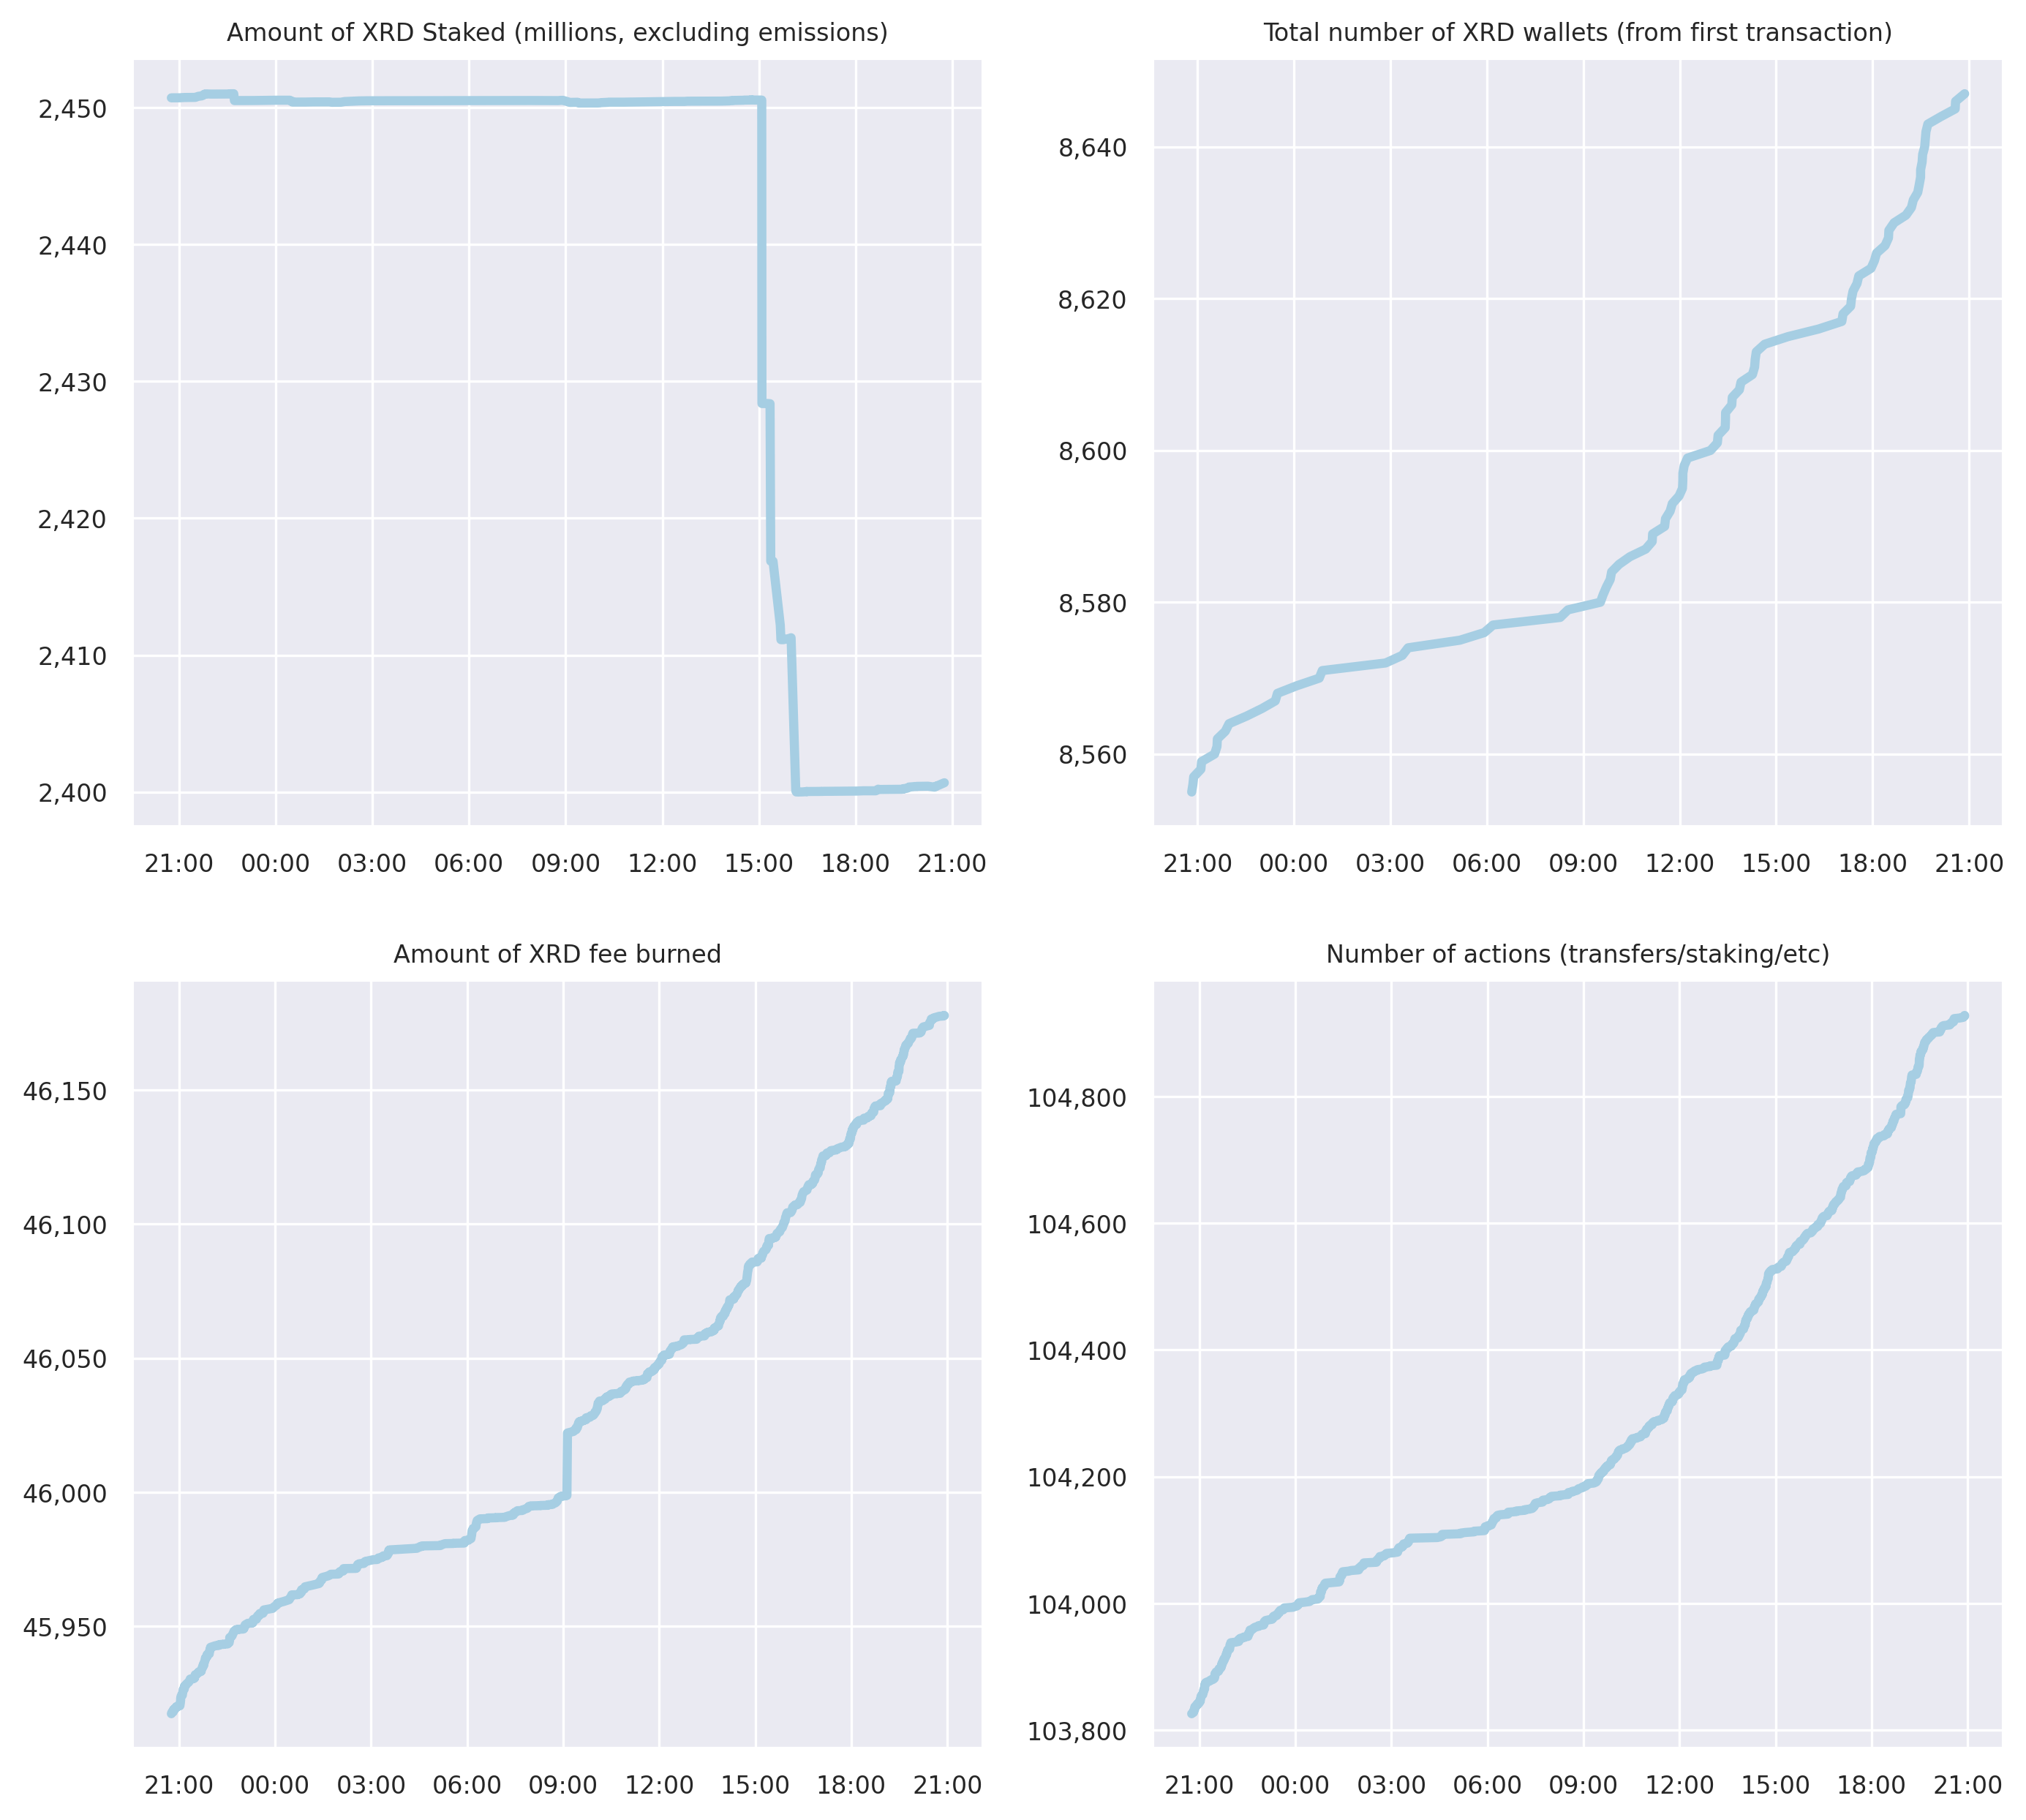 Amount of XRD Staked (millions, excluding emissions)
2,450
2,440
2,430
2,420
2,410
2,400
21:00 00:00 03:00 06:00 09:00 12:00 15:00 18:00 21:00
Total number of XRD wallets (from first transaction)
8,640
8,620
8,600
8,580
8,560
21:00 00:00 03:00 06:00 09:00 12:00 15:00 18:00 21:00
Amount of XRD fee burned
46,150
46,100
46,050
46,000
45,950
21:00 00:00 03:00 06:00 09:00 12:00 15:00 18:00 21:00
Number of actions (transfers/staking/etc)
104,800
104,600
104,400
104,200
104,000
103,800
21:00 00:00 03:00 06:00 09:00 12:00 15:00 18:00 21:00